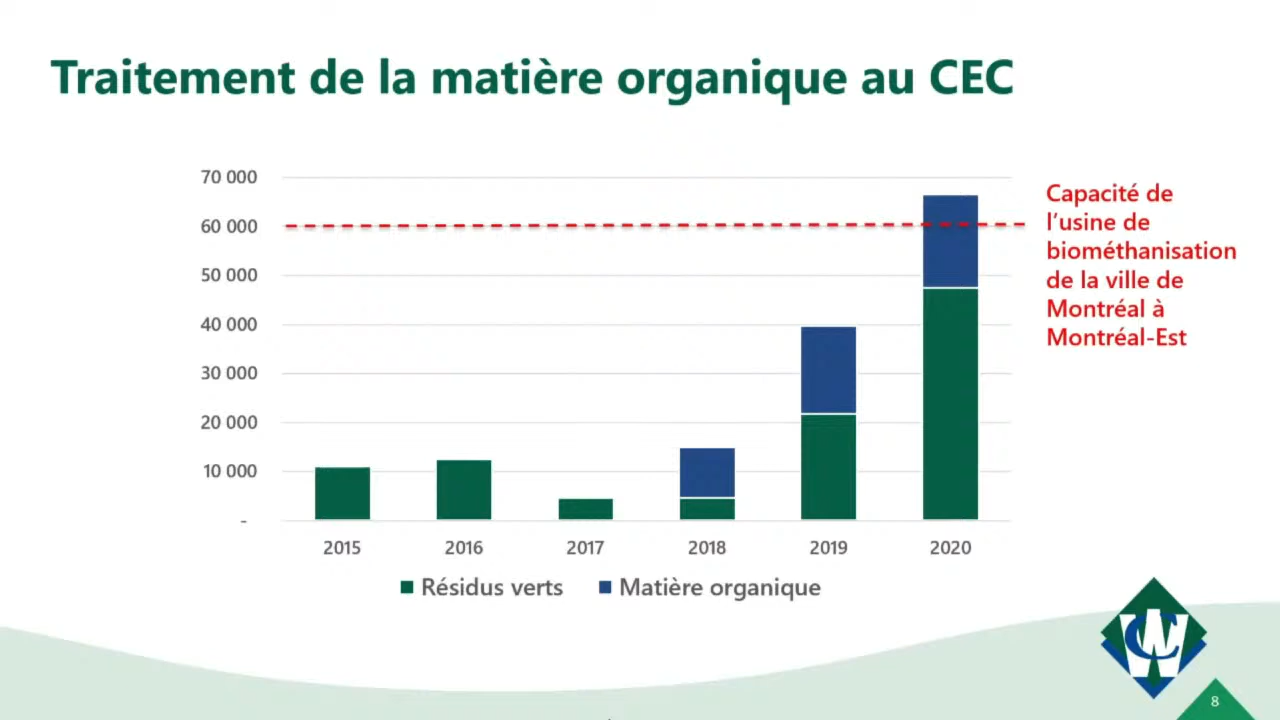 Traitement de la matière organique au CEC
70 000
60 000
50 000
40 000
30 000
20 000
10 000
-
2015 2016 2017 2018 2019 2020
Résidus verts Matière organique
Capacité de
l’usine de
biométhanisation
de la ville de
Montréal à
Montréal-Est
CW
8